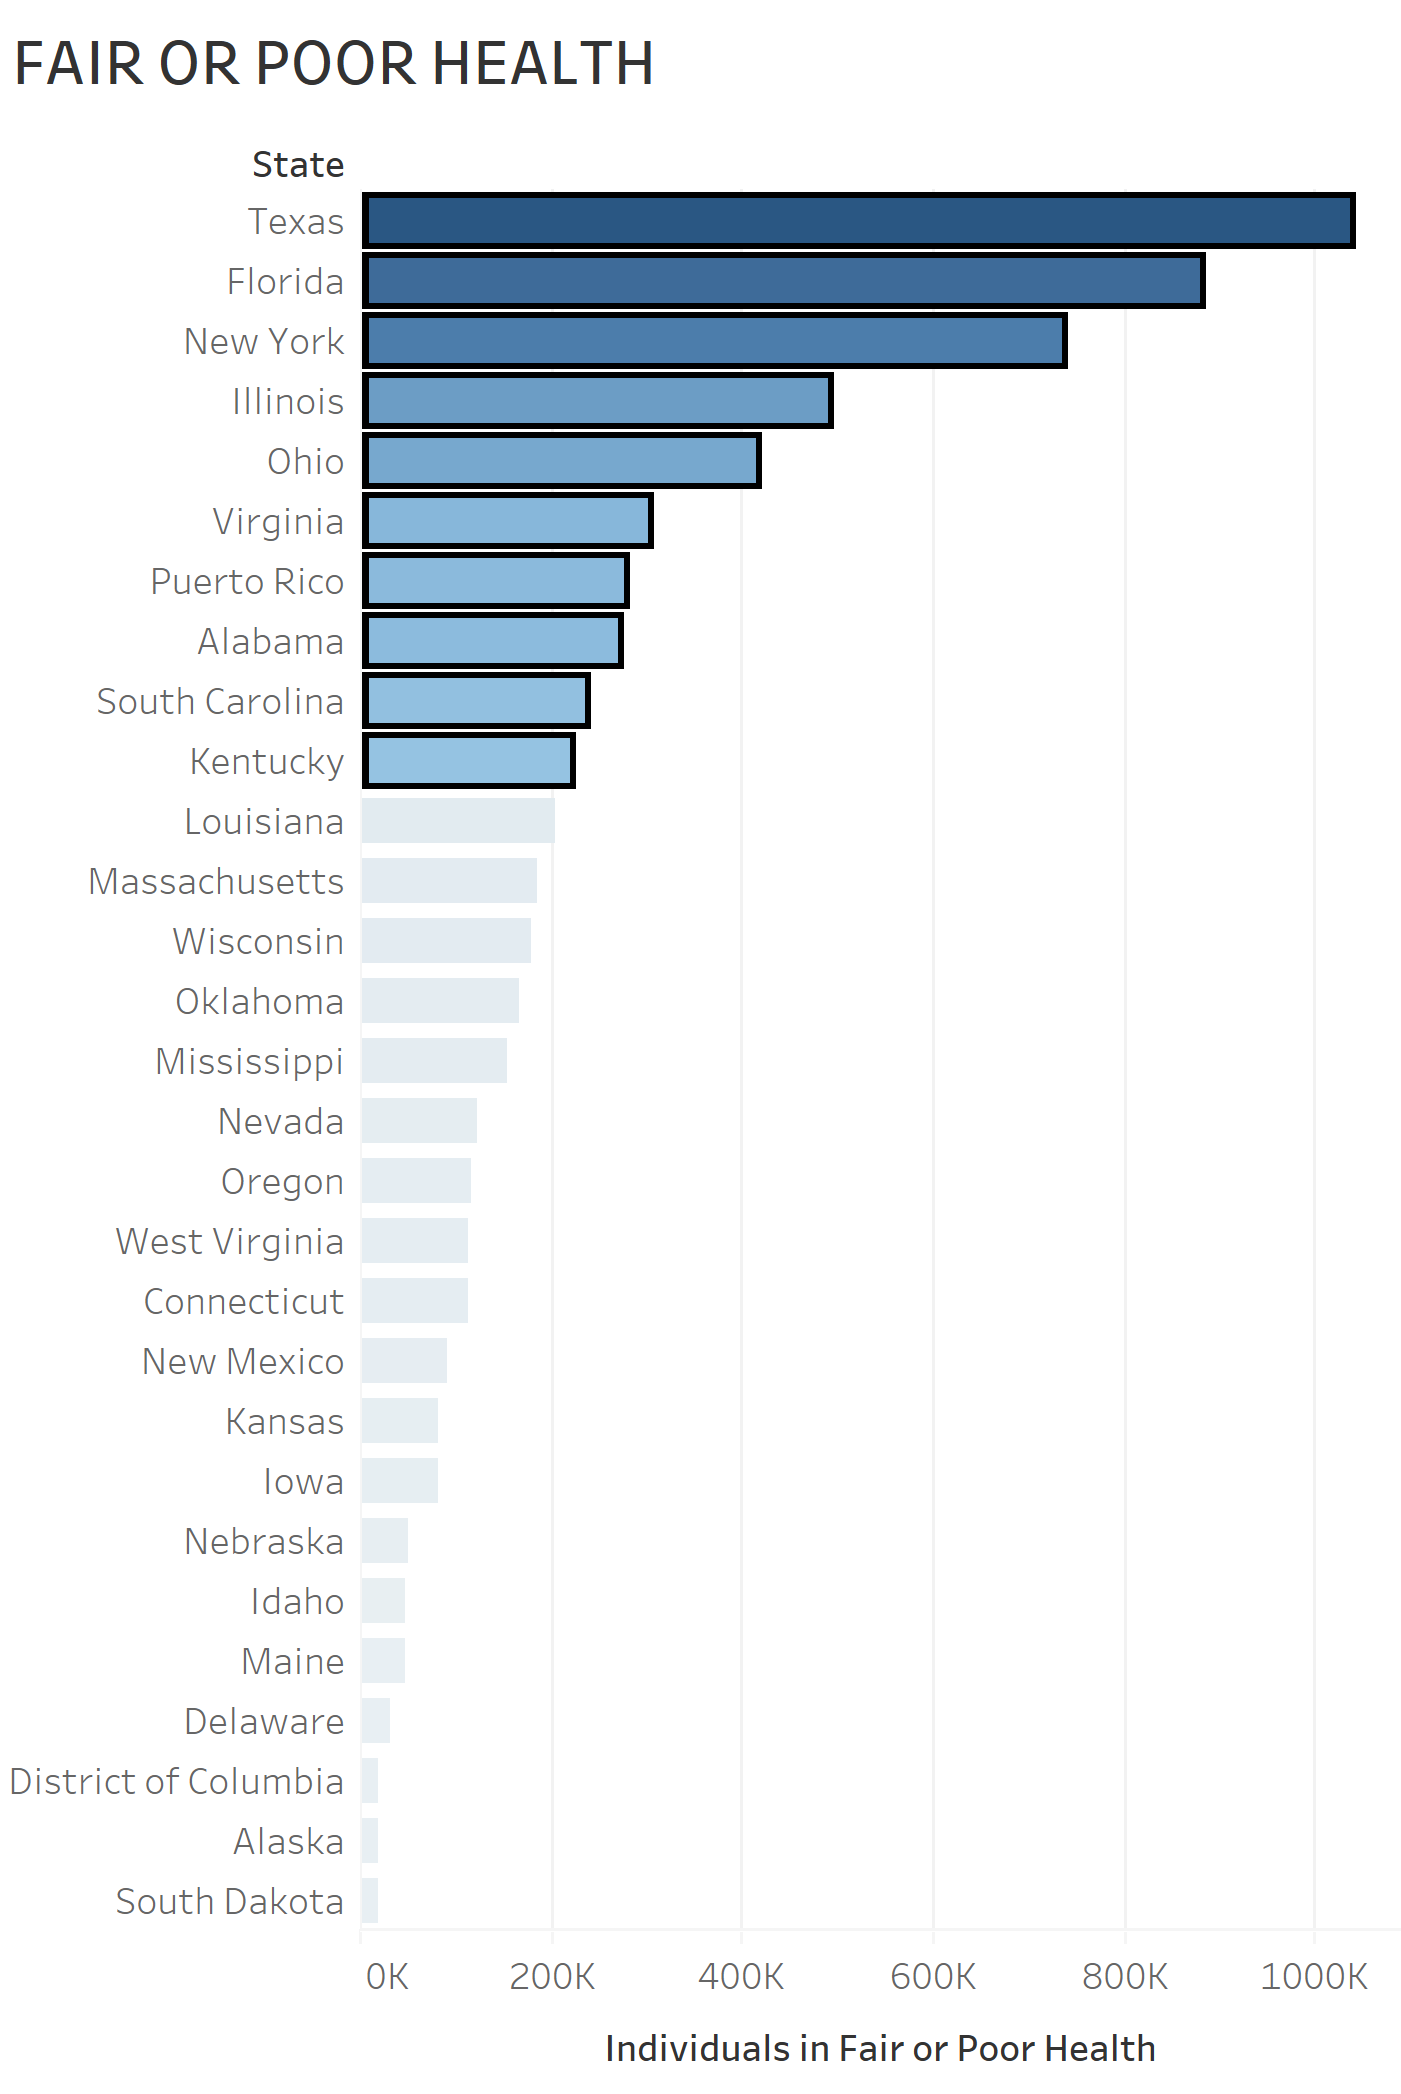 FAIR OR POOR HEALTH
State
Texas
Florida
New York
Illinois
Ohio
Virginia
Puerto Rico
Alabama
South Carolina
Kentucky
Louisiana
Massachusetts
Wisconsin
Oklahoma
Mississippi
Nevada
Oregon
West Virginia
Connecticut
New Mexico
Kansas
Iowa
Nebraska
Idaho
Maine
Delaware
District of Columbia
Alaska
South Dakota
0K 200K 400K 600K 800K 1000K
Individuals in Fair or Poor Health